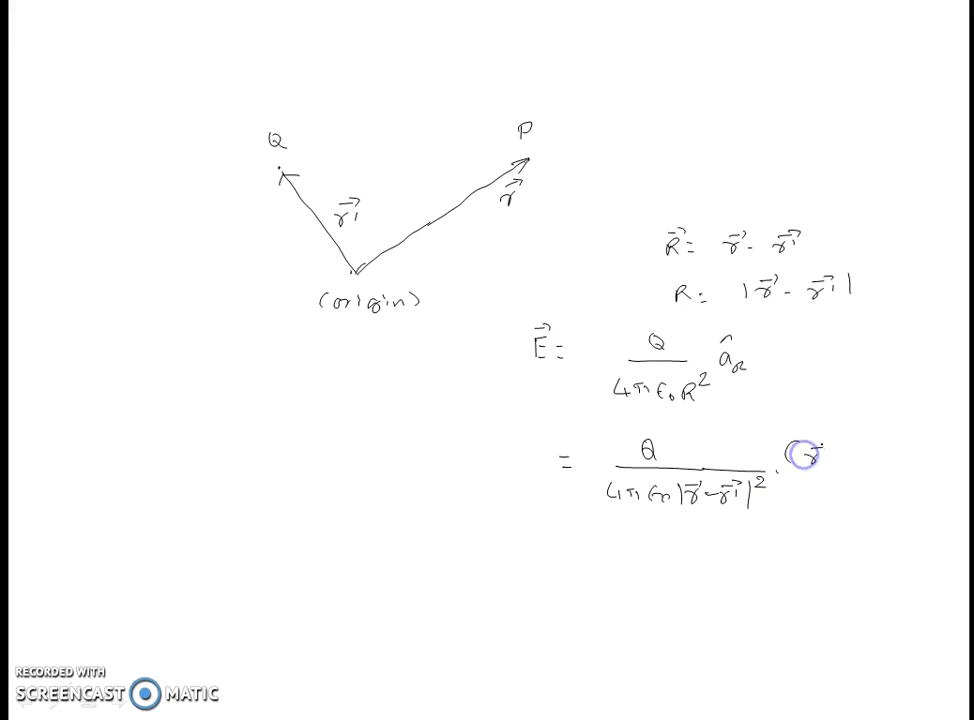 Q
P
r⃗'
r⃗
(origin)
R⃗ = r⃗ - r⃗'
R = |r⃗ - r⃗'|
E⃗ = Q / 4πε₀R² â_R
= Q / 4πε₀|r⃗ - r⃗'|² . (r⃗
RECORDED WITH
SCREENCAST MATIC